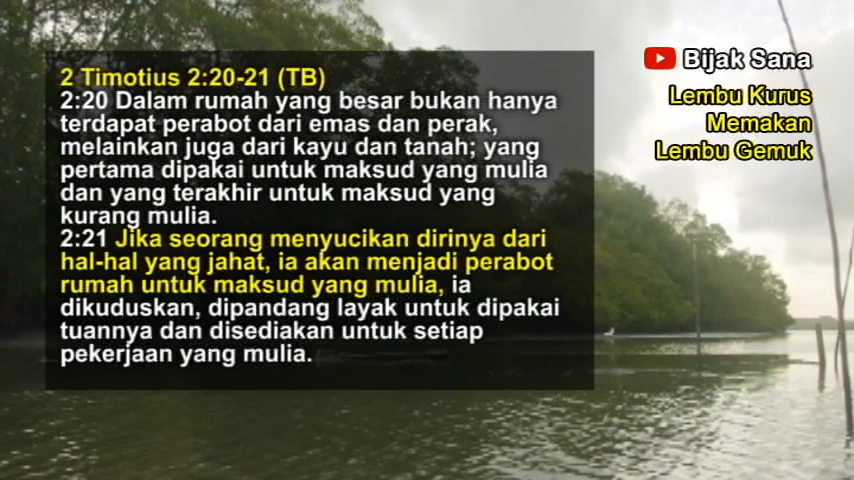 2 Timotius 2:20-21 (TB)
2:20 Dalam rumah yang besar bukan hanya
terdapat perabot dari emas dan perak,
melainkan juga dari kayu dan tanah; yang
pertama dipakai untuk maksud yang mulia
dan yang terakhir untuk maksud yang
kurang mulia.
2:21 Jika seorang menyucikan dirinya dari
hal-hal yang jahat, ia akan menjadi perabot
rumah untuk maksud yang mulia, ia
dikuduskan, dipandang layak untuk dipakai
tuannya dan disediakan untuk setiap
pekerjaan yang mulia.
Bijak Sana
Lembu Kurus
Memakan
Lembu Gemuk